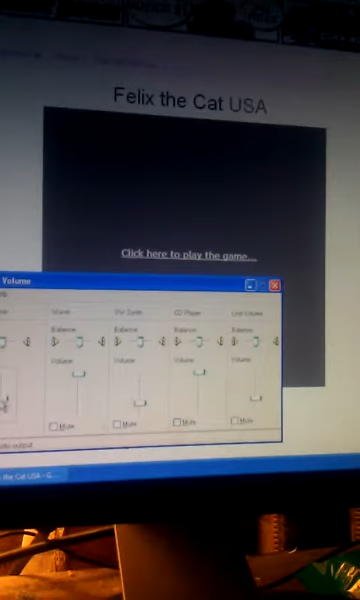 Felix the Cat USA
Click here to play the game...
Volume
Wave
SW Synth
CD Player
Line Volume
Balance:
Balance:
Balance:
Balance:
Volume:
Volume:
Volume:
Volume:
Mute
Mute
Mute
Mute
the Cat USA - G...